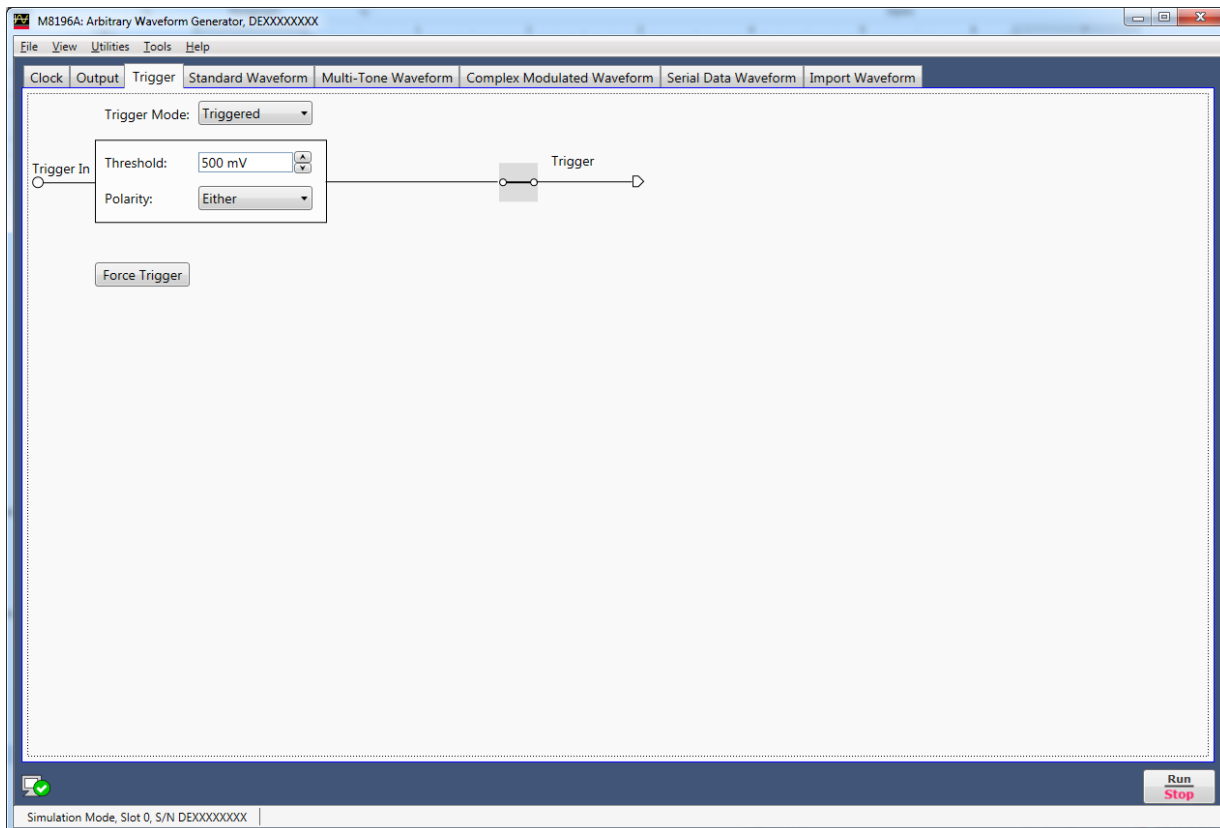 M8196A: Arbitrary Waveform Generator, DEXXXXXXXX
File View Utilities Tools Help
Clock Output Trigger Standard Waveform Multi-Tone Waveform Complex Modulated Waveform Serial Data Waveform Import Waveform
Trigger Mode: Triggered
Trigger In
Threshold: 500 mV
Polarity: Either
Trigger
Force Trigger
Run
Stop
Simulation Mode, Slot 0, S/N DEXXXXXXXX